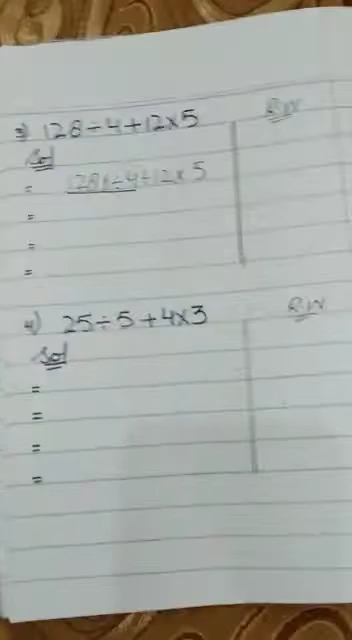 3) 128÷4+12×5
R.W
Sol
= 128÷4+12×5
=
=
=
4) 25÷5+4×3
R.W
Sol
=
=
=
=